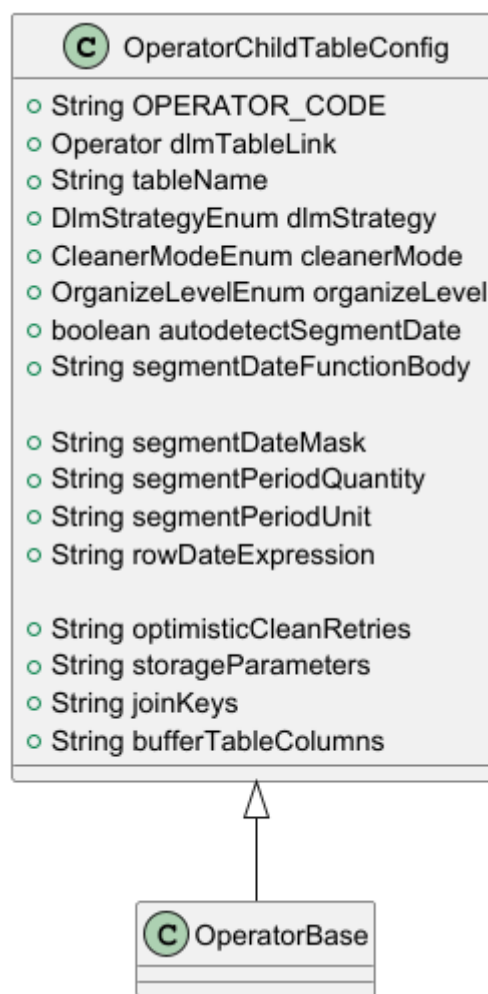 C OperatorChildTableConfig
String OPERATOR_CODE
Operator dlmTableLink
String tableName
DlmStrategyEnum dlmStrategy
CleanerModeEnum cleanerMode
OrganizeLevelEnum organizeLevel
boolean autodetectSegmentDate
String segmentDateFunctionBody
String segmentDateMask
String segmentPeriodQuantity
String segmentPeriodUnit
String rowDateExpression
String optimisticCleanRetries
String storageParameters
String joinKeys
String bufferTableColumns
C OperatorBase